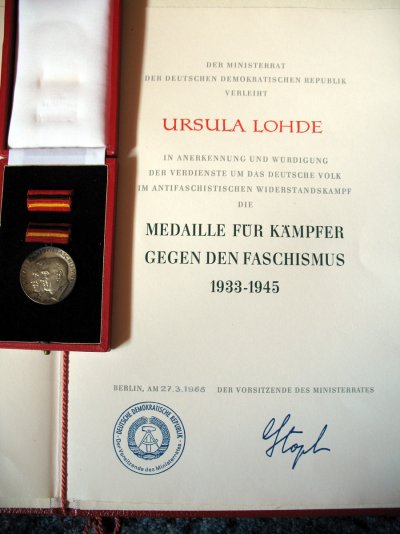 DER MINISTERRAT
DER DEUTSCHEN DEMOKRATISCHEN REPUBLIK
VERLEIHT
URSULA LOHDE
IN ANERKENNUNG UND WÜRDIGUNG
DER VERDIENSTE UM DAS DEUTSCHE VOLK
IM ANTIFASCHISTISCHEN WIDERSTANDSKAMPF
DIE
MEDAILLE FÜR KÄMPFER
GEGEN DEN FASCHISMUS
1933-1945
BERLIN, AM 27.3.1966 DER VORSITZENDE DES MINISTERRATES
DEUTSCHE DEMOKRATISCHE REPUBLIK
Der Vorsitzende des Ministerrates
Stoph